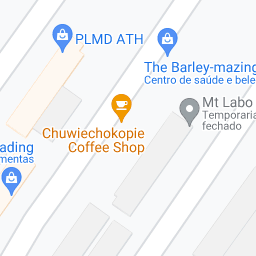 PLMD ATH
The Barley-mazing
Centro de saúde e bele
Mt Labo
Temporaria
fechado
Chuwiechokopie
Coffee Shop
ading
mentas